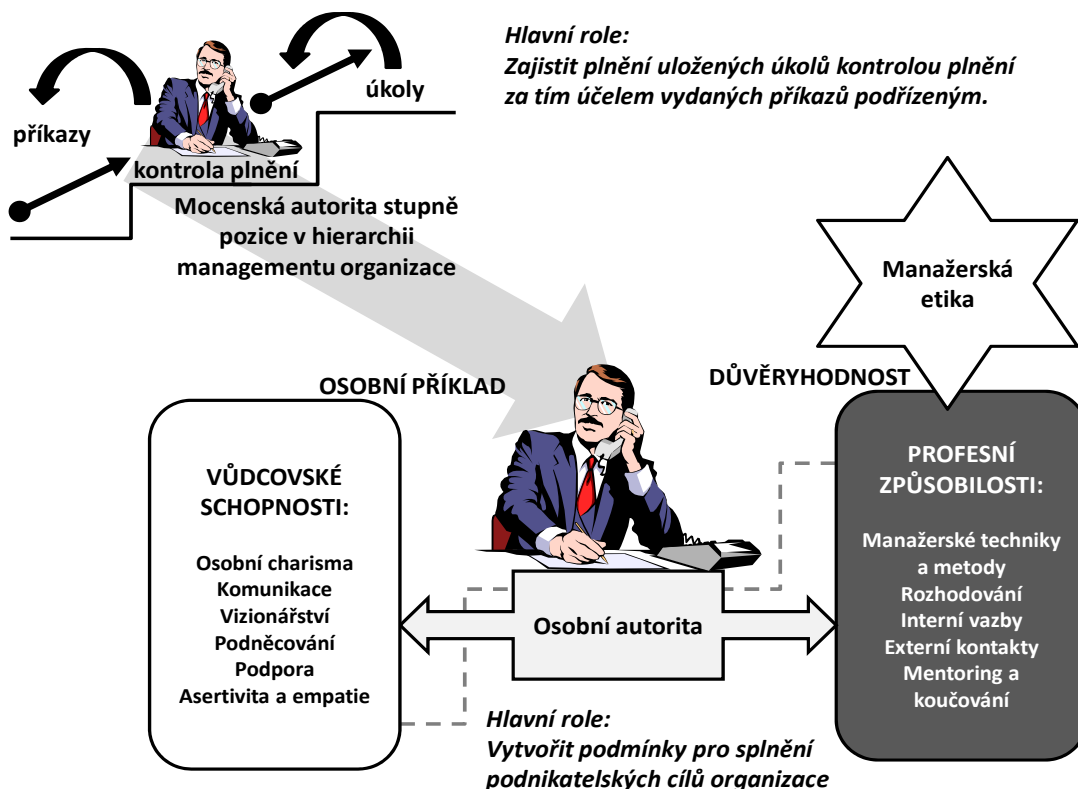 Hlavní role:
Zajistit plnění uložených úkolů kontrolou plnění
za tím účelem vydaných příkazů podřízeným.
úkoly
příkazy
kontrola plnění
Mocenská autorita stupně
pozice v hierarchii
managementu organizace
Manažerská
etika
OSOBNÍ PŘÍKLAD
DŮVĚRYHODNOST
VŮDCOVSKÉ
SCHOPNOSTI:
Osobní charisma
Komunikace
Vizionářství
Podněcování
Podpora
Asertivita a empatie
Osobní autorita
PROFESNÍ
ZPŮSOBILOSTI:
Manažerské techniky
a metody
Rozhodování
Interní vazby
Externí kontakty
Mentoring a
koučování
Hlavní role:
Vytvořit podmínky pro splnění
podnikatelských cílů organizace